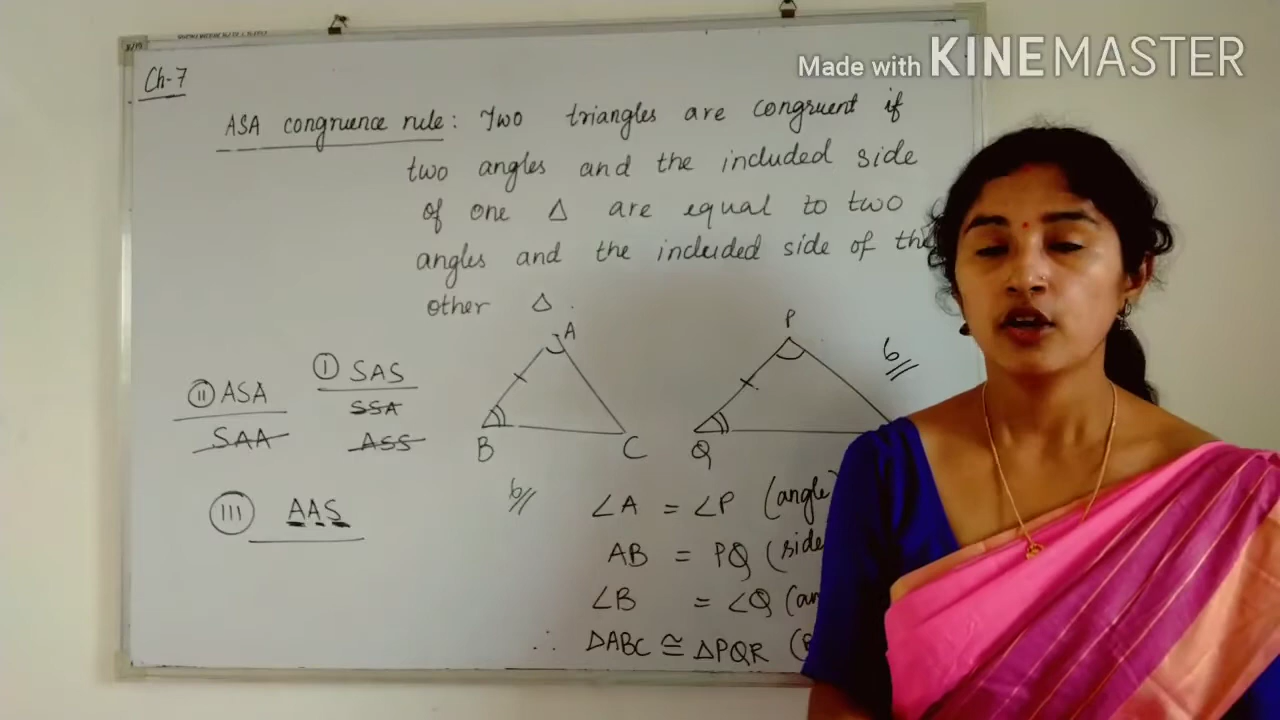 Made with KINEMASTER
Ch-7
ASA congruence rule: Two triangles are congruent if
two angles and the included side
of one Δ are equal to two
angles and the included side of the
other Δ.
A
P
6//
I SAS
II ASA
SSA
SAA
ASS
B
C
Q
6//
III AAS
∠A = ∠P (angle)
AB = PQ (side
∠B = ∠Q (an
∴ ΔABC ≅ ΔPQR (B